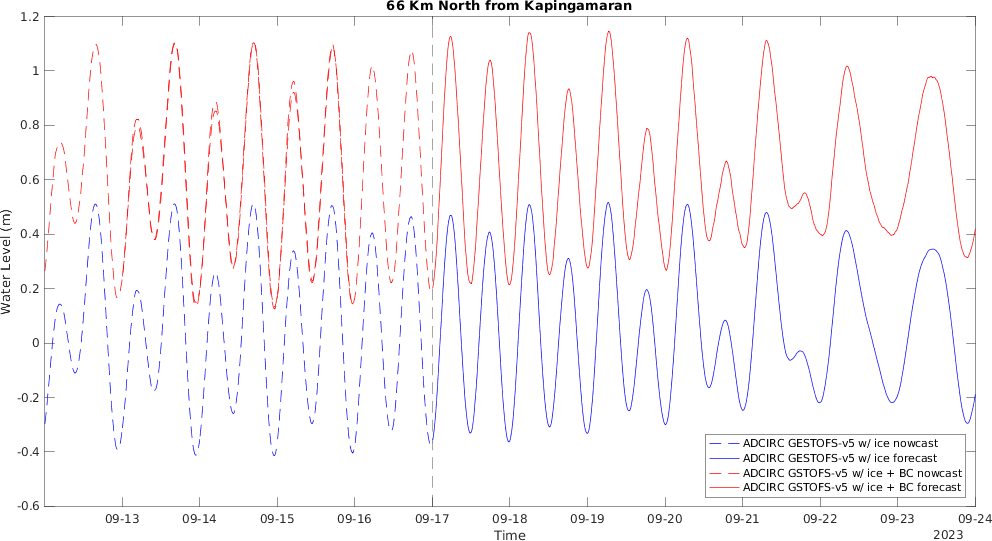 66 Km North from Kapingamaran
Water Level (m)
1.2
1
0.8
0.6
0.4
0.2
0
-0.2
-0.4
-0.6
ADCIRC GESTOFS-v5 w/ ice nowcast
ADCIRC GESTOFS-v5 w/ ice forecast
ADCIRC GSTOFS-v5 w/ ice + BC nowcast
ADCIRC GSTOFS-v5 w/ ice + BC forecast
09-13 09-14 09-15 09-16 09-17 09-18 09-19 09-20 09-21 09-22 09-23 09-24
Time
2023